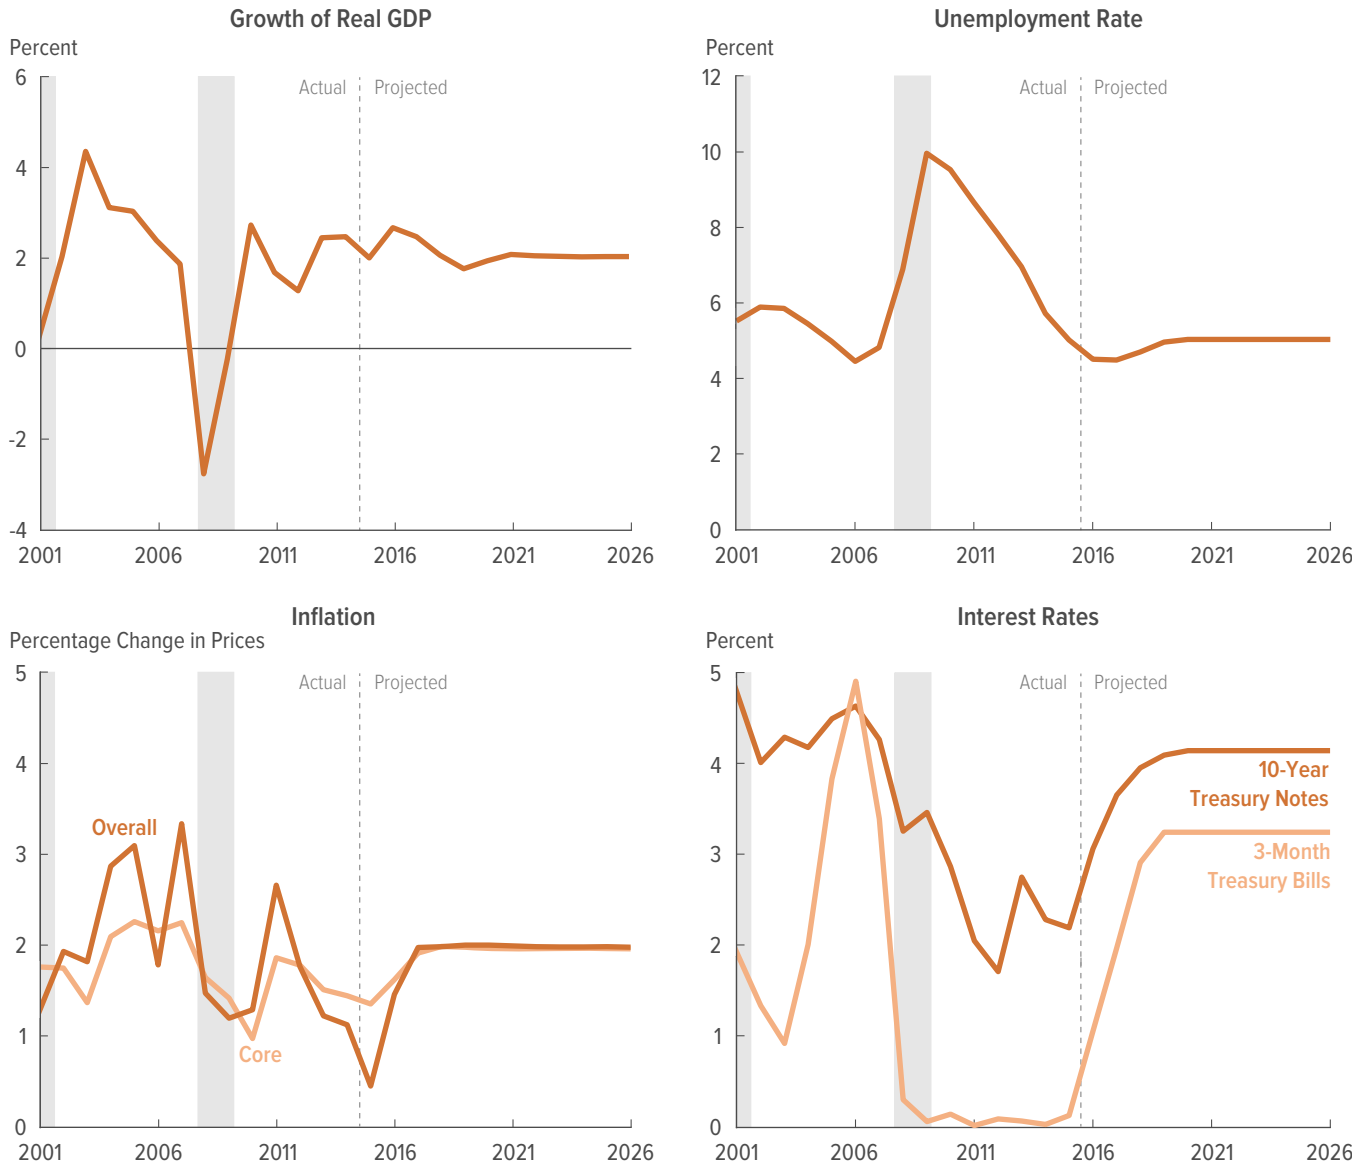 Growth of Real GDP
Percent
Actual Projected
6
4
2
0
-2
-4
2001 2006 2011 2016 2021 2026
Unemployment Rate
Percent
Actual Projected
12
10
8
6
4
2
0
2001 2006 2011 2016 2021 2026
Inflation
Percentage Change in Prices
Actual Projected
5
4
3
2
1
0
Overall
Core
2001 2006 2011 2016 2021 2026
Interest Rates
Percent
Actual Projected
5
4
3
2
1
0
10-Year
Treasury Notes
3-Month
Treasury Bills
2001 2006 2011 2016 2021 2026